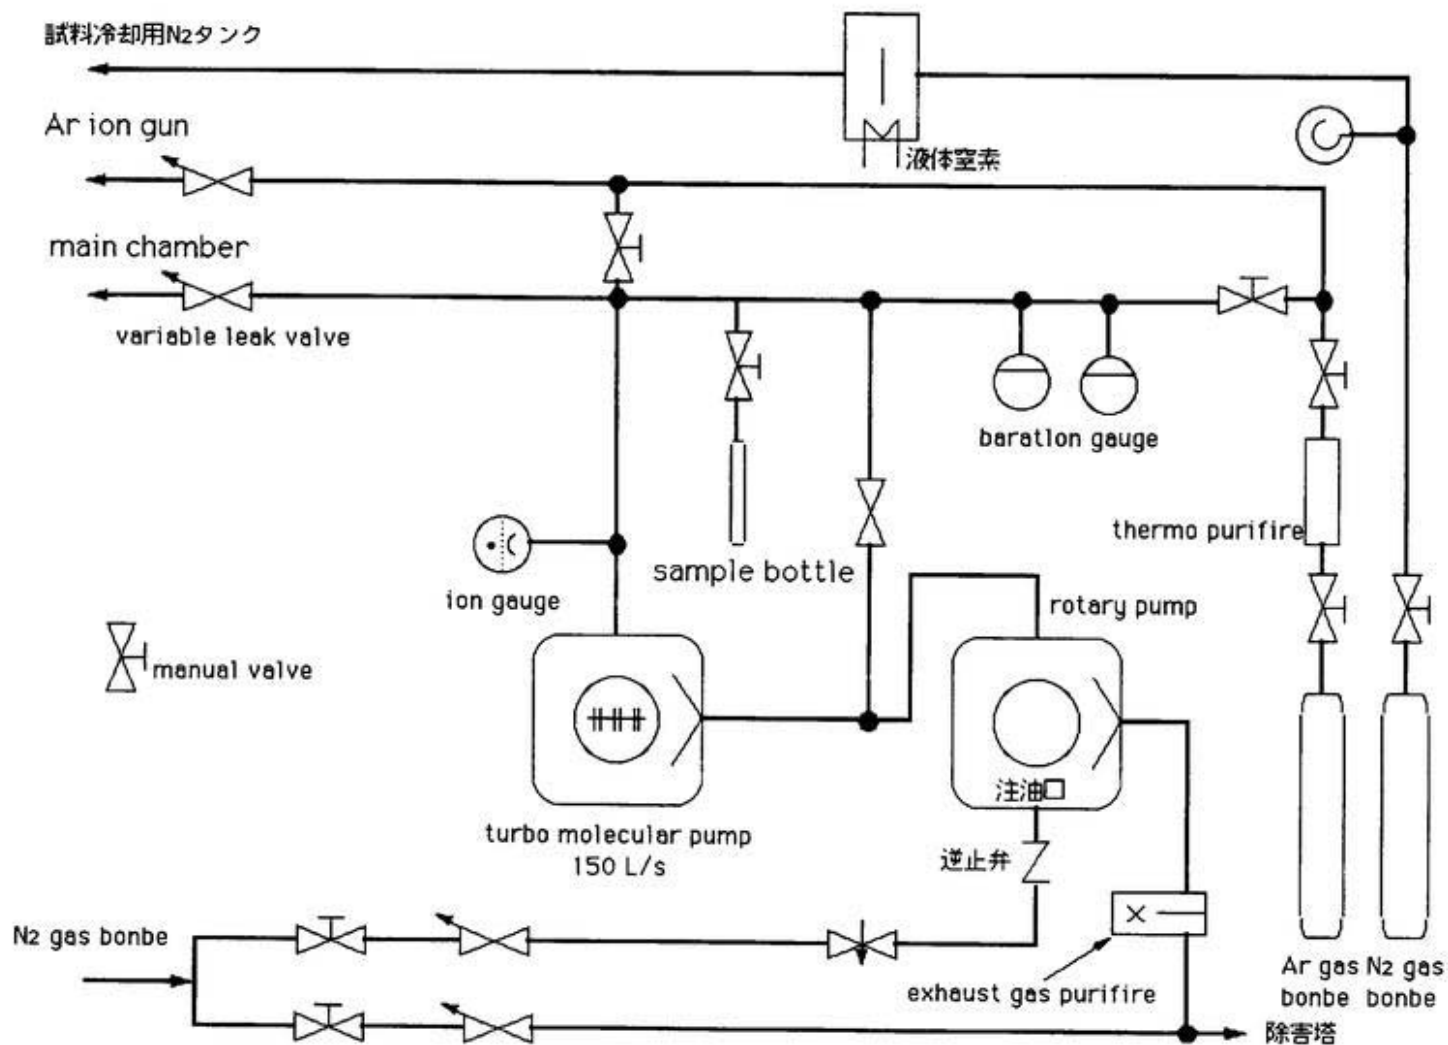 試料冷却用N2タンク
Ar ion gun
液体窒素
main chamber
variable leak valve
baration gauge
thermo purifire
sample bottle
ion gauge
rotary pump
manual valve
注油口
turbo molecular pump
150 L/s
逆止弁
N2 gas bonbe
exhaust gas purifire
Ar gas
bonbe
N2 gas
bonbe
除害塔